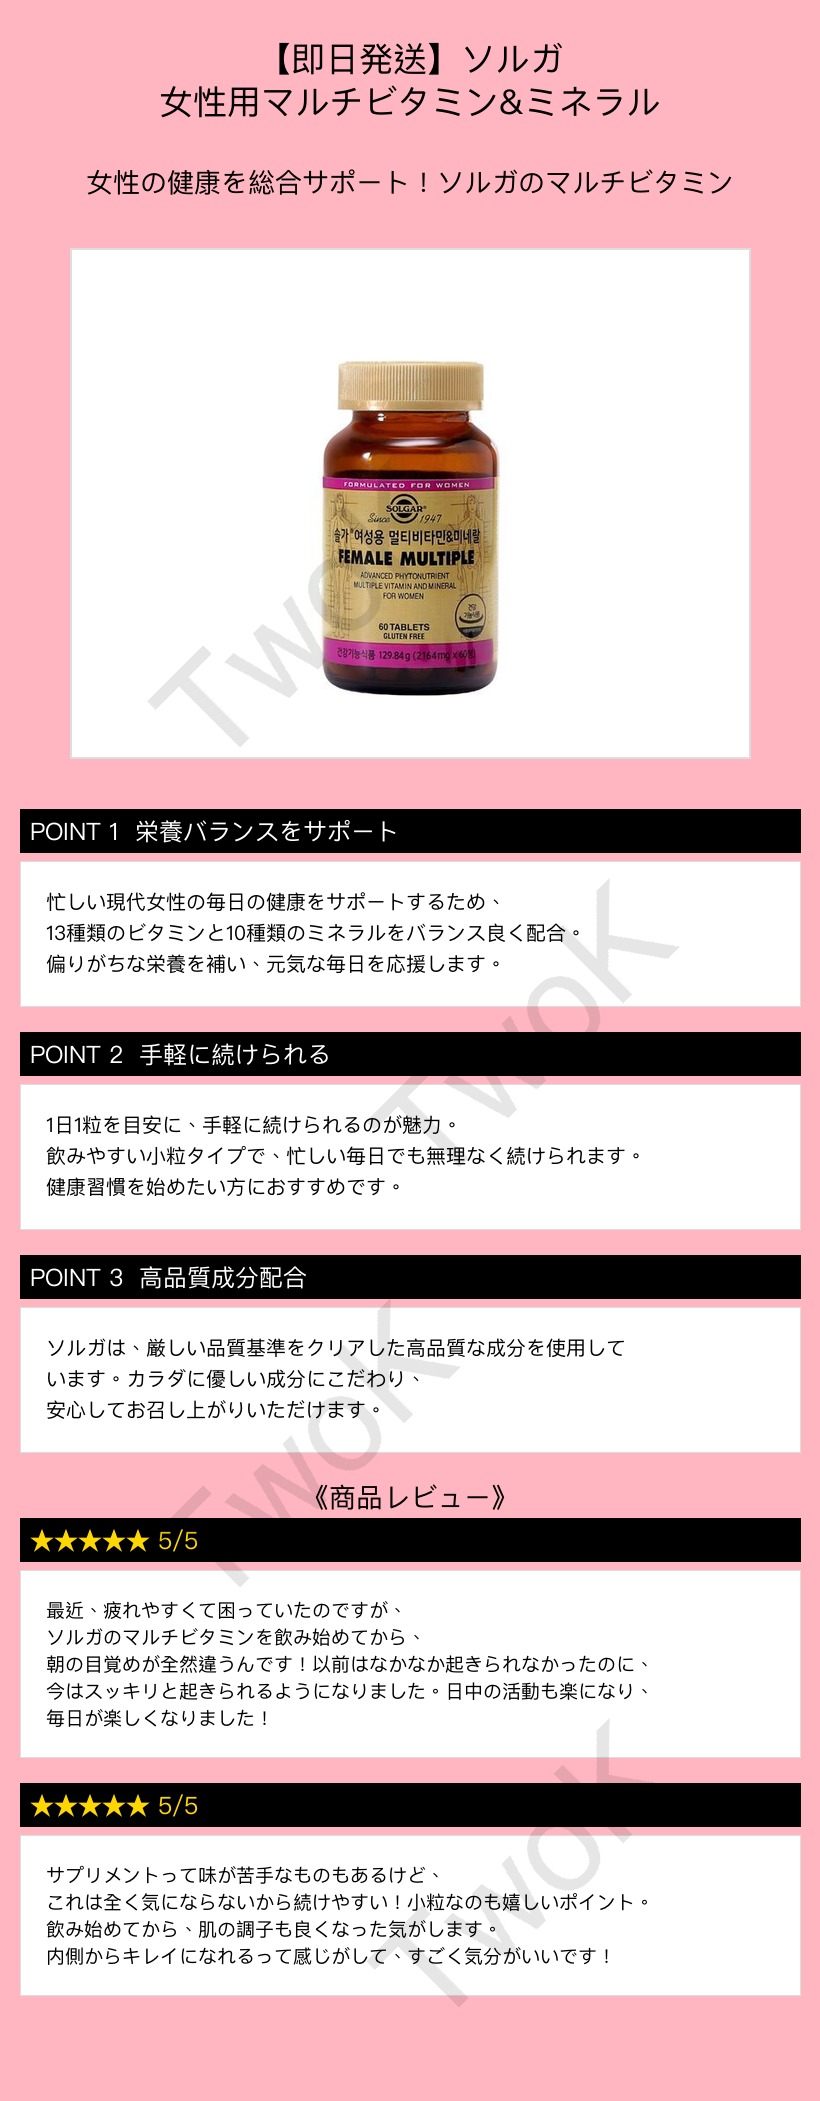 【即日発送】ソルガ
女性用マルチビタミン&ミネラル
女性の健康を総合サポート！ソルガのマルチビタミン
FORMULATED FOR WOMEN
SOLGAR®
Since 1947
솔가®여성용 멀티비타민&미네랄
FEMALE MULTIPLE
ADVANCED PHYTONUTRIENT
MULTIPLE VITAMIN AND MINERAL
FOR WOMEN
건강
기능식품
60 TABLETS
GLUTEN FREE
건강기능식품 129.84g (2164mg x 60정)
TwoK
POINT 1 栄養バランスをサポート
忙しい現代女性の毎日の健康をサポートするため、
13種類のビタミンと10種類のミネラルをバランス良く配合。
偏りがちな栄養を補い、元気な毎日を応援します。
TwoK
POINT 2 手軽に続けられる
1日1粒を目安に、手軽に続けられるのが魅力。
飲みやすい小粒タイプで、忙しい毎日でも無理なく続けられます。
健康習慣を始めたい方におすすめです。
POINT 3 高品質成分配合
ソルガは、厳しい品質基準をクリアした高品質な成分を使用して
います。カラダに優しい成分にこだわり、
安心してお召し上がりいただけます。
TwoK
《商品レビュー》
★★★★★ 5/5
最近、疲れやすくて困っていたのですが、
ソルガのマルチビタミンを飲み始めてから、
朝の目覚めが全然違うんです！以前はなかなか起きられなかったのに、
今はスッキリと起きられるようになりました。日中の活動も楽になり、
毎日が楽しくなりました！
★★★★★ 5/5
サプリメントって味が苦手なものもあるけど、
これは全く気にならないから続けやすい！小粒なのも嬉しいポイント。
飲み始めてから、肌の調子も良くなった気がします。
内側からキレイになれるって感じがして、すごく気分がいいです！
TwoK